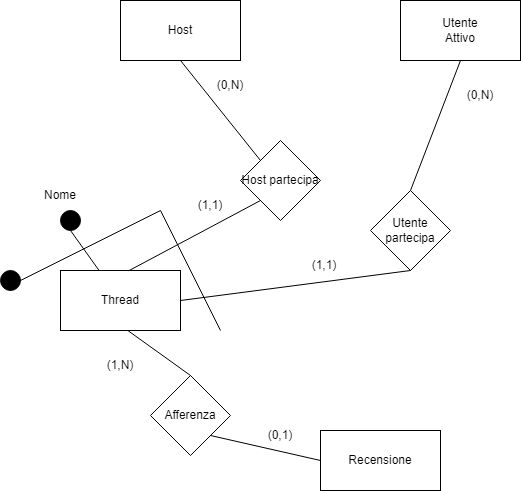 Host
Utente
Attivo
(0,N)
(0,N)
Host partecipa
Nome
(1,1)
Utente
partecipa
(1,1)
Thread
(1,N)
Afferenza
(0,1)
Recensione